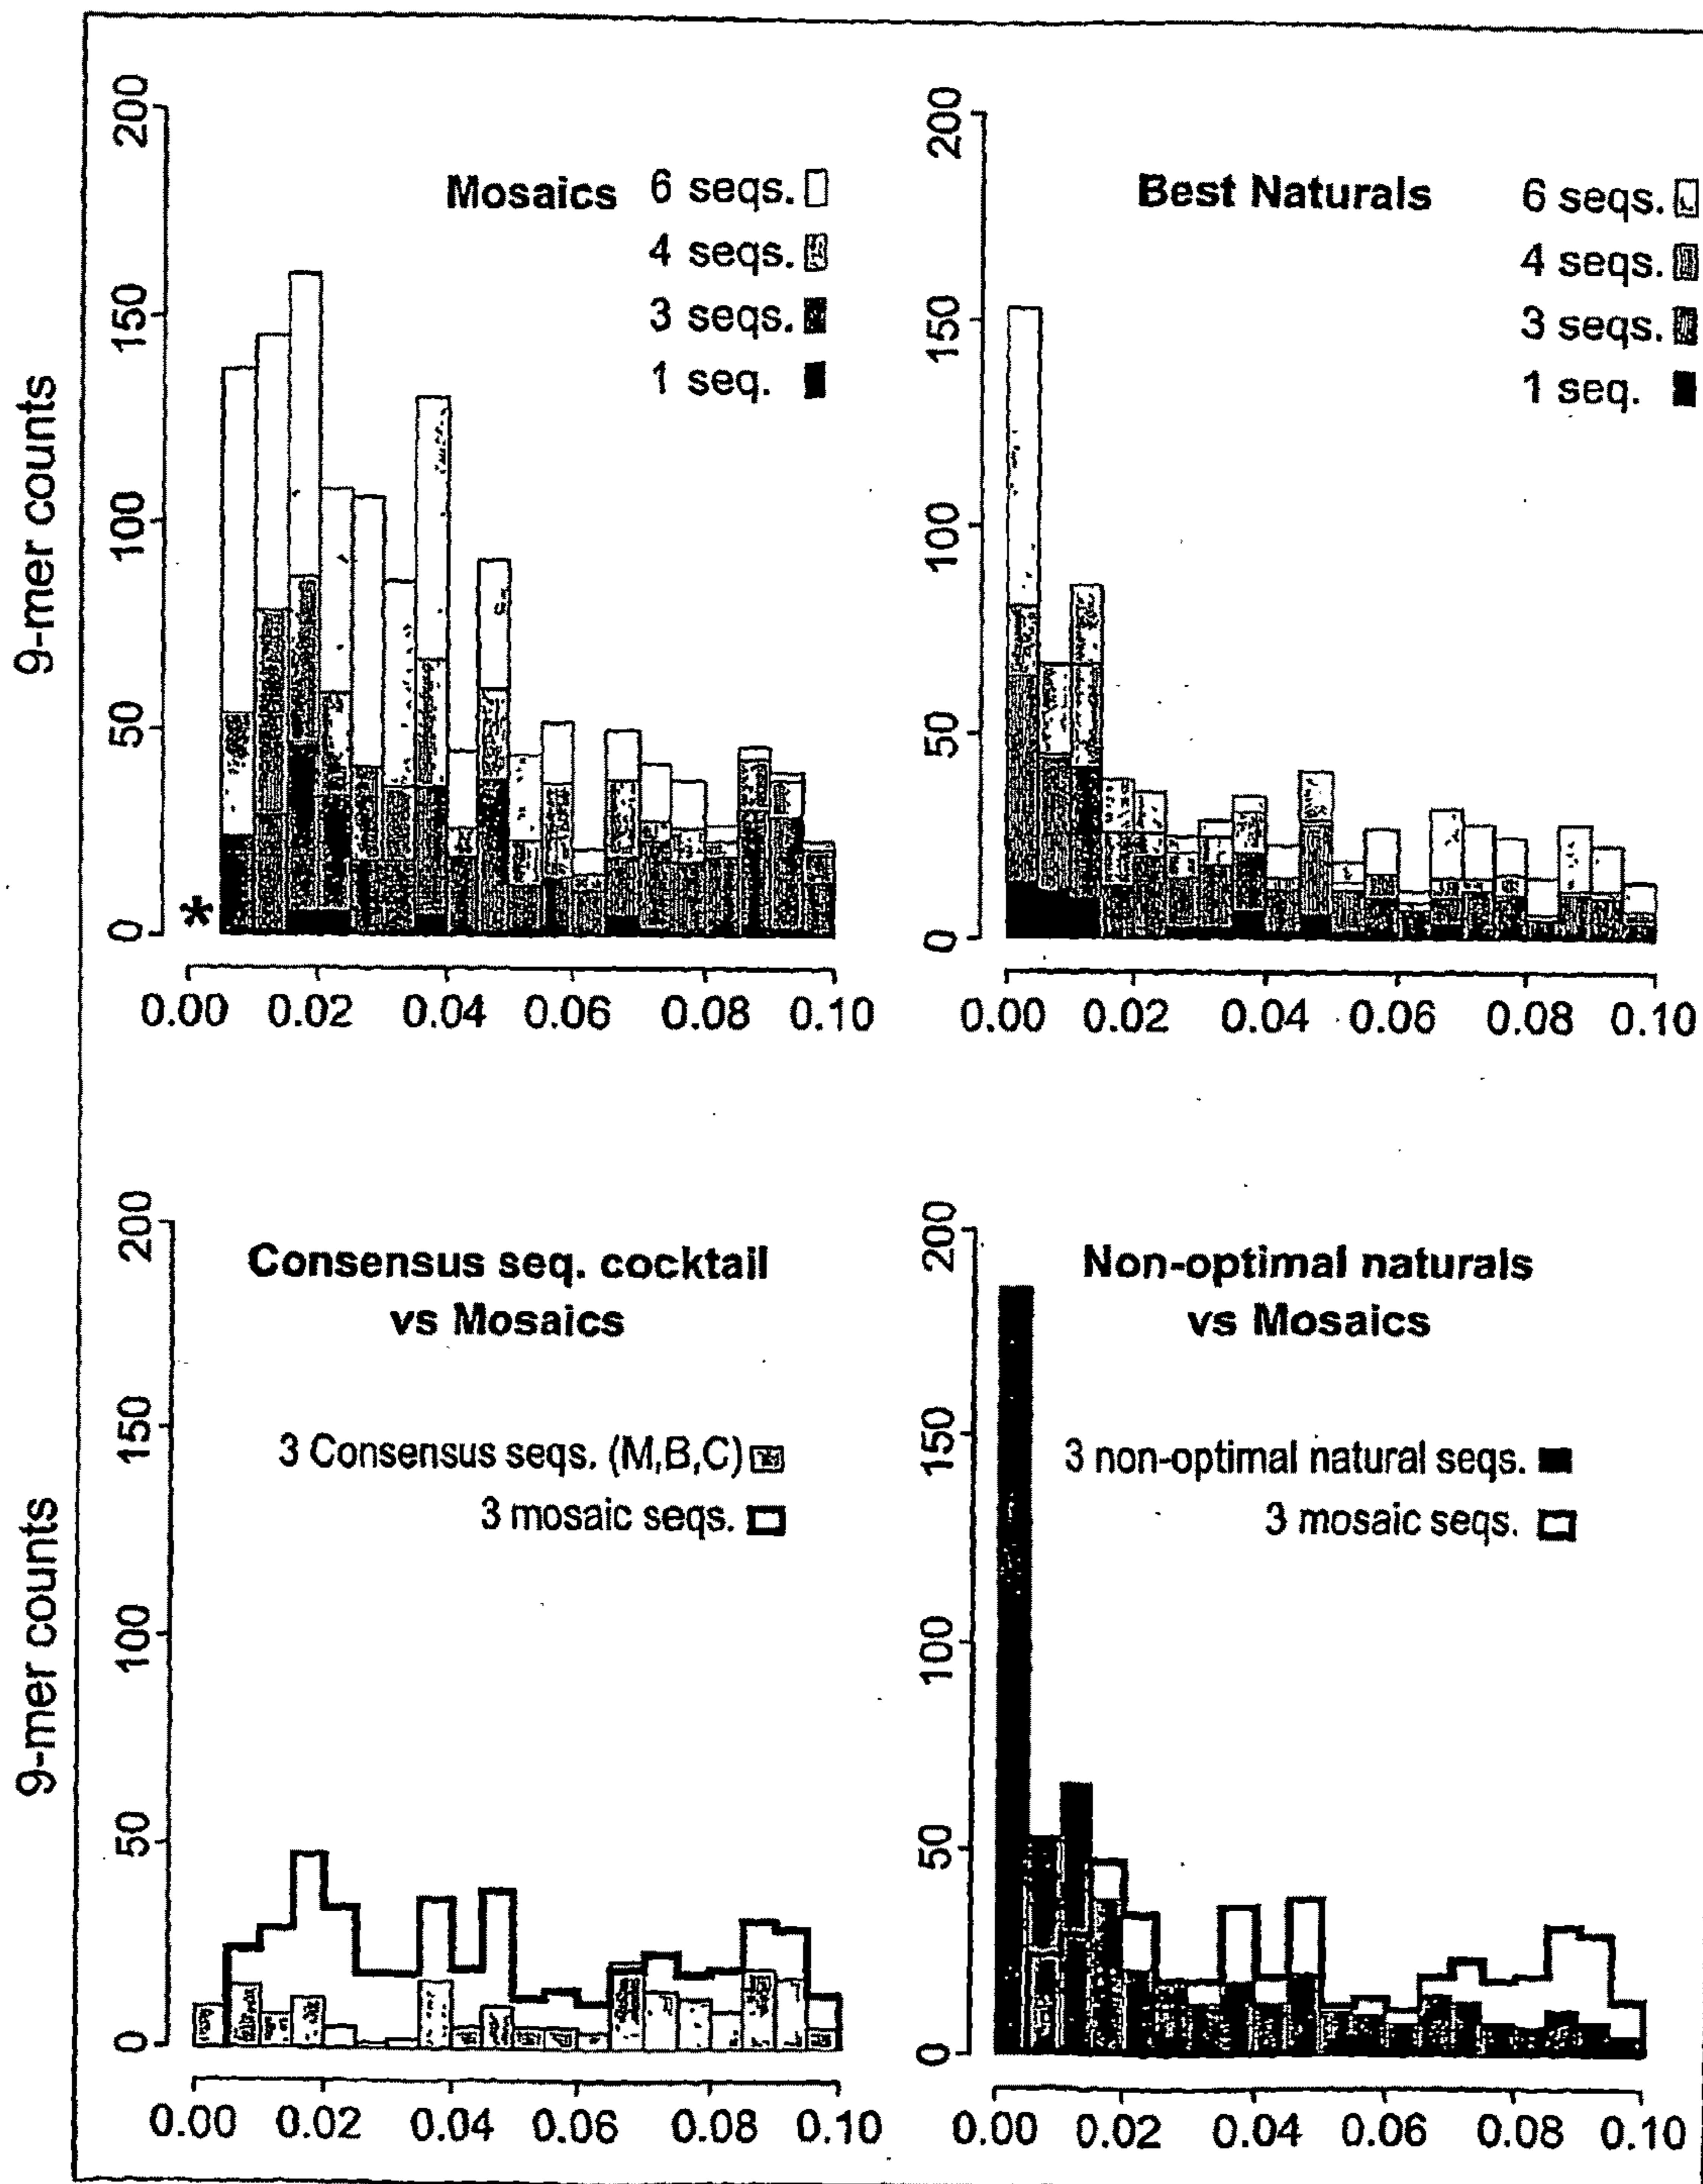 9-mer counts
200
150
100
50
0
*
Mosaics
6 seqs.
4 seqs.
3 seqs.
1 seq.
0.00 0.02 0.04 0.06 0.08 0.10
200
150
100
50
0
Best Naturals
6 seqs.
4 seqs.
3 seqs.
1 seq.
0.00 0.02 0.04 0.06 0.08 0.10
9-mer counts
200
150
100
50
0
Consensus seq. cocktail
vs Mosaics
3 Consensus seqs. (M,B,C)
3 mosaic seqs.
0.00 0.02 0.04 0.06 0.08 0.10
200
150
100
50
0
Non-optimal naturals
vs Mosaics
3 non-optimal natural seqs.
3 mosaic seqs.
0.00 0.02 0.04 0.06 0.08 0.10